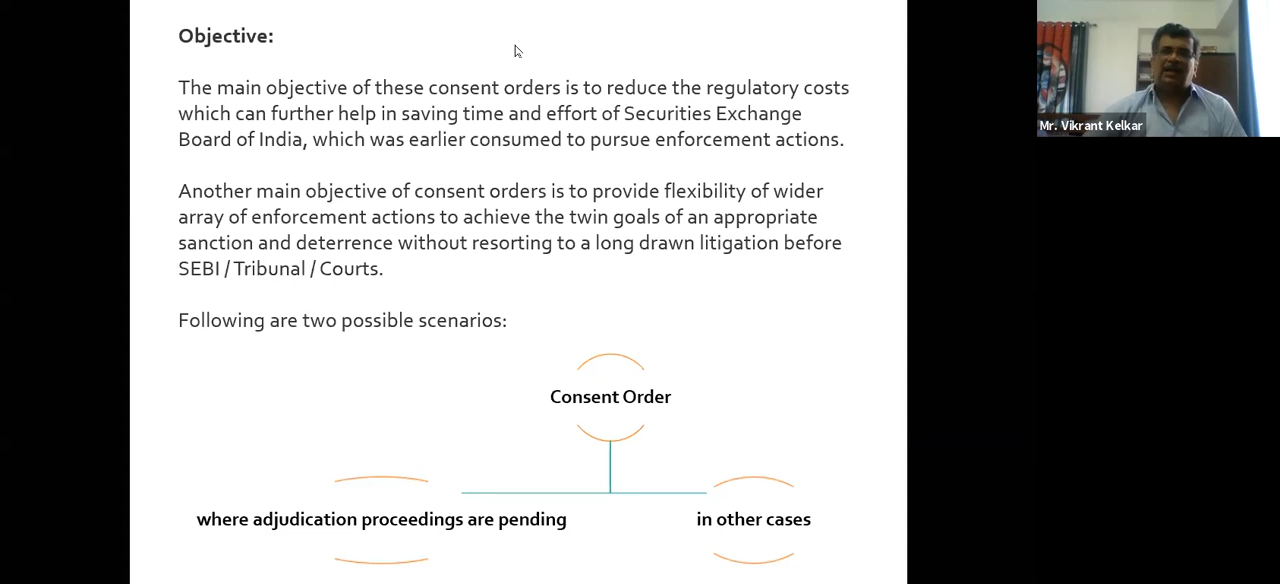 Objective:
The main objective of these consent orders is to reduce the regulatory costs
which can further help in saving time and effort of Securities Exchange
Board of India, which was earlier consumed to pursue enforcement actions.
Another main objective of consent orders is to provide flexibility of wider
array of enforcement actions to achieve the twin goals of an appropriate
sanction and deterrence without resorting to a long drawn litigation before
SEBI / Tribunal / Courts.
Following are two possible scenarios:
Consent Order
where adjudication proceedings are pending
in other cases
Mr. Vikrant Kelkar